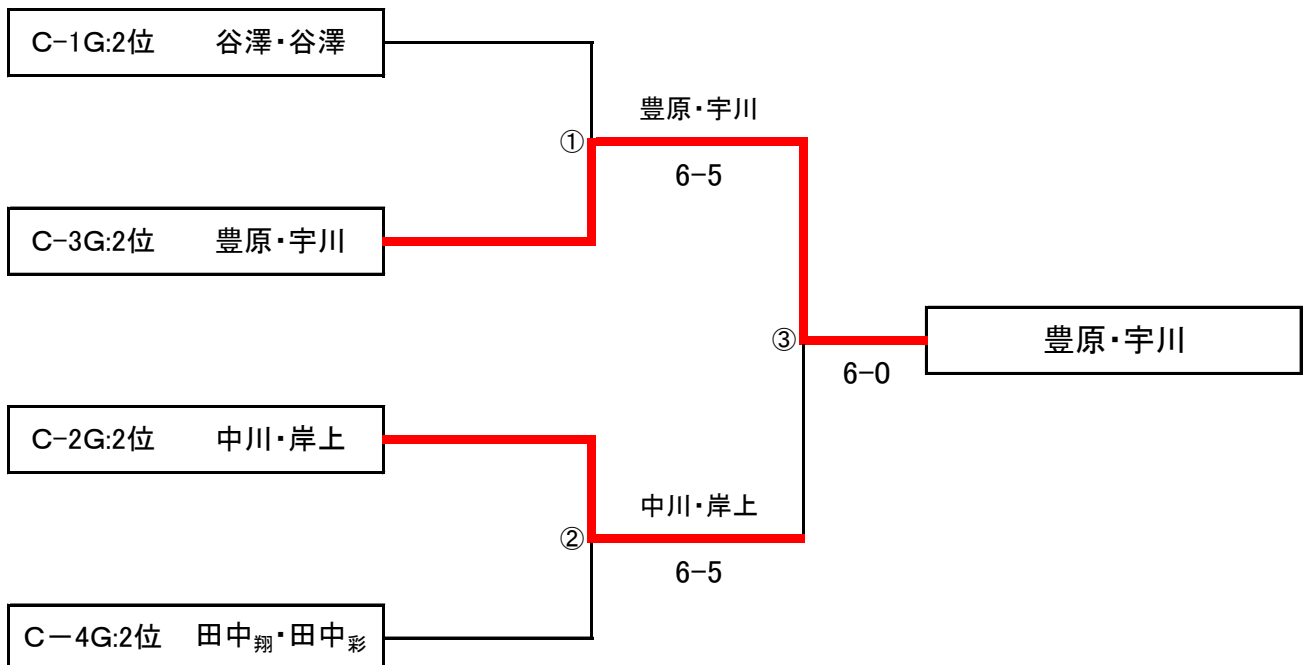 C-1G:2位 谷澤・谷澤
豊原・宇川
①
6-5
C-3G:2位 豊原・宇川
③
豊原・宇川
6-0
C-2G:2位 中川・岸上
中川・岸上
②
6-5
C-4G:2位 田中翔・田中彩